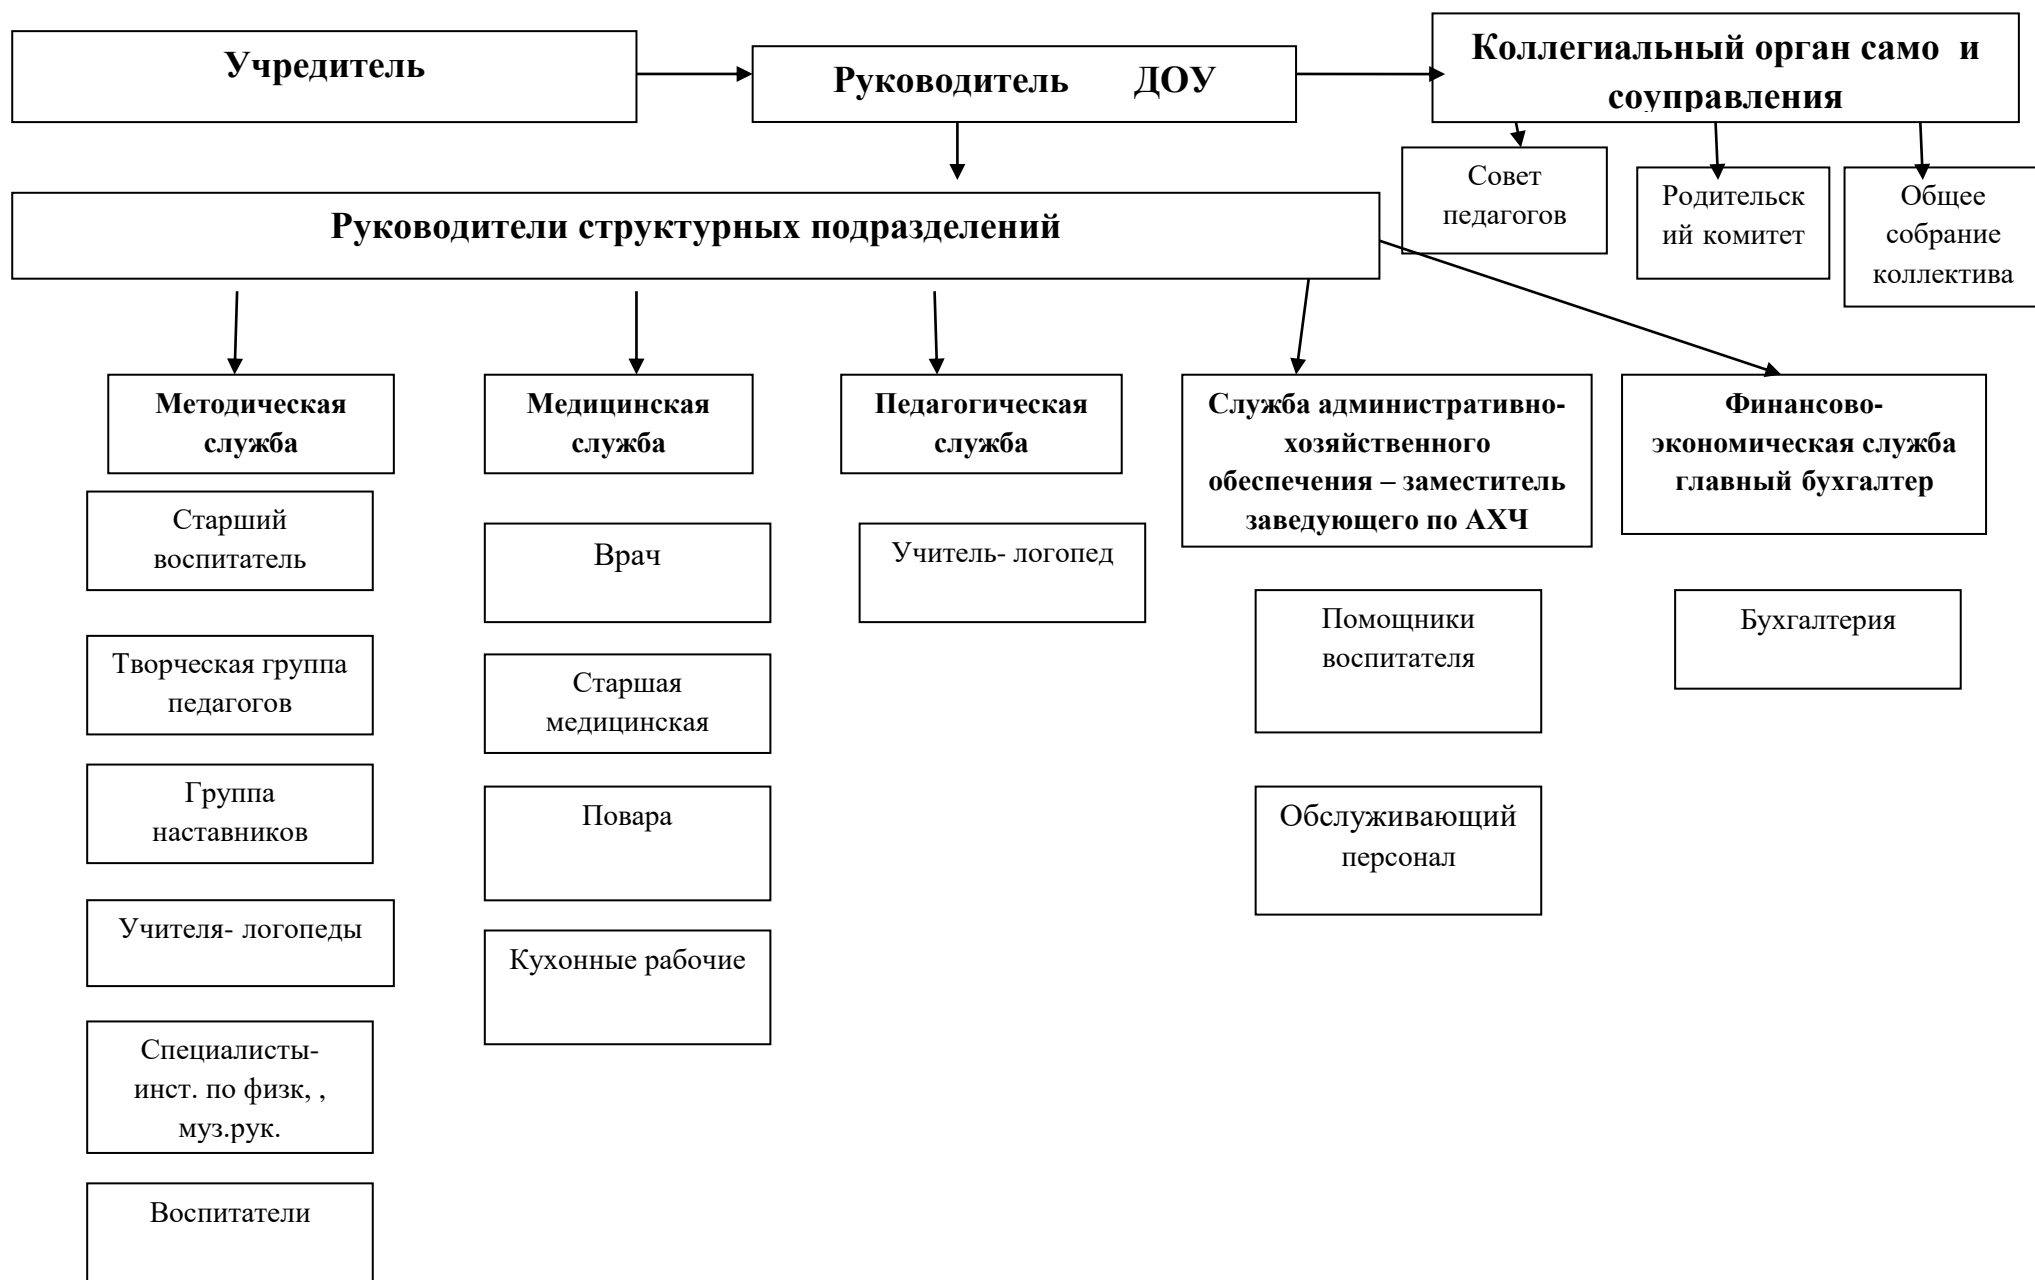 Учредитель
Руководитель ДОУ
Коллегиальный орган само и
соуправления
Совет
педагогов
Родительск
ий комитет
Общее
собрание
коллектива
Руководители структурных подразделений
Методическая
служба
Медицинская
служба
Педагогическая
служба
Служба административно-
хозяйственного
обеспечения – заместитель
заведующего по АХЧ
Финансово-
экономическая служба
главный бухгалтер
Старший
воспитатель
Творческая группа
педагогов
Группа
наставников
Учителя- логопеды
Специалисты-
инст. по физк, ,
муз.рук.
Воспитатели
Врач
Старшая
медицинская
Повара
Кухонные рабочие
Учитель- логопед
Помощники
воспитателя
Обслуживающий
персонал
Бухгалтерия